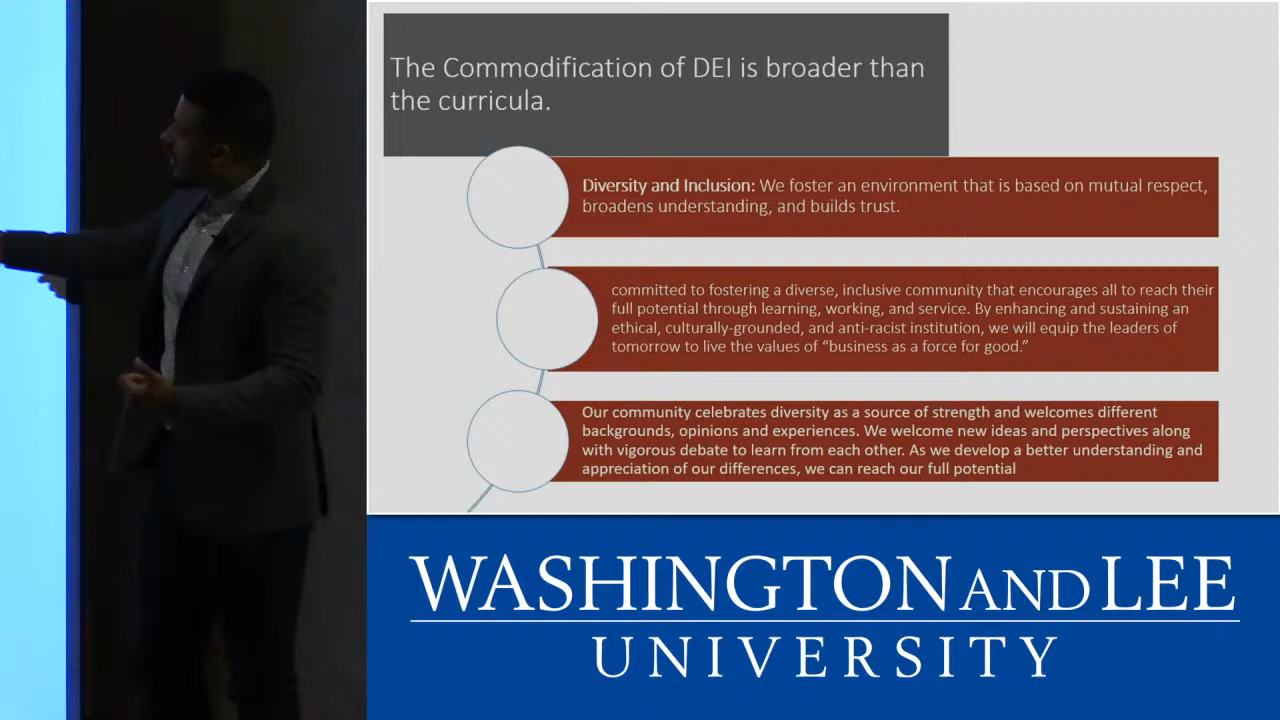 The Commodification of DEI is broader than
the curricula.
Diversity and Inclusion: We foster an environment that is based on mutual respect,
broadens understanding, and builds trust.
committed to fostering a diverse, inclusive community that encourages all to reach their
full potential through learning, working, and service. By enhancing and sustaining an
ethical, culturally-grounded, and anti-racist institution, we will equip the leaders of
tomorrow to live the values of “business as a force for good.”
Our community celebrates diversity as a source of strength and welcomes different
backgrounds, opinions and experiences. We welcome new ideas and perspectives along
with vigorous debate to learn from each other. As we develop a better understanding and
appreciation of our differences, we can reach our full potential
WASHINGTON AND LEE
UNIVERSITY